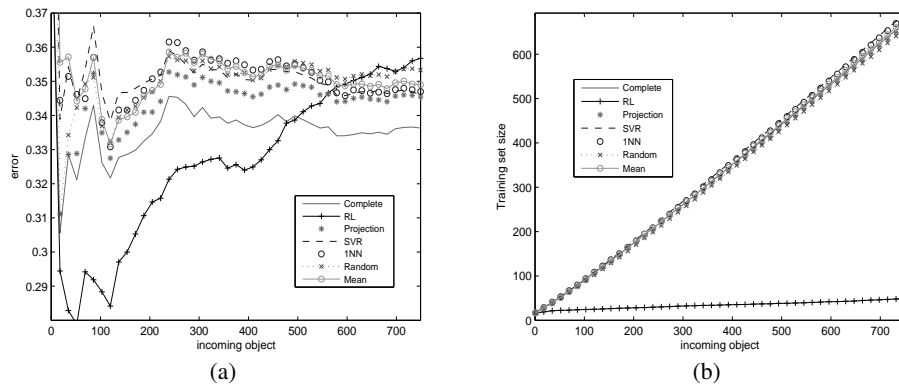 0.37
0.36
0.35
0.34
0.33
0.32
0.31
0.3
0.29
error
0 100 200 300 400 500 600 700
incoming object
Complete
RL
Projection
SVR
1NN
Random
Mean
(a)
600
500
400
300
200
100
0
Training set size
0 100 200 300 400 500 600 700
incoming object
Complete
RL
Projection
SVR
1NN
Random
Mean
(b)